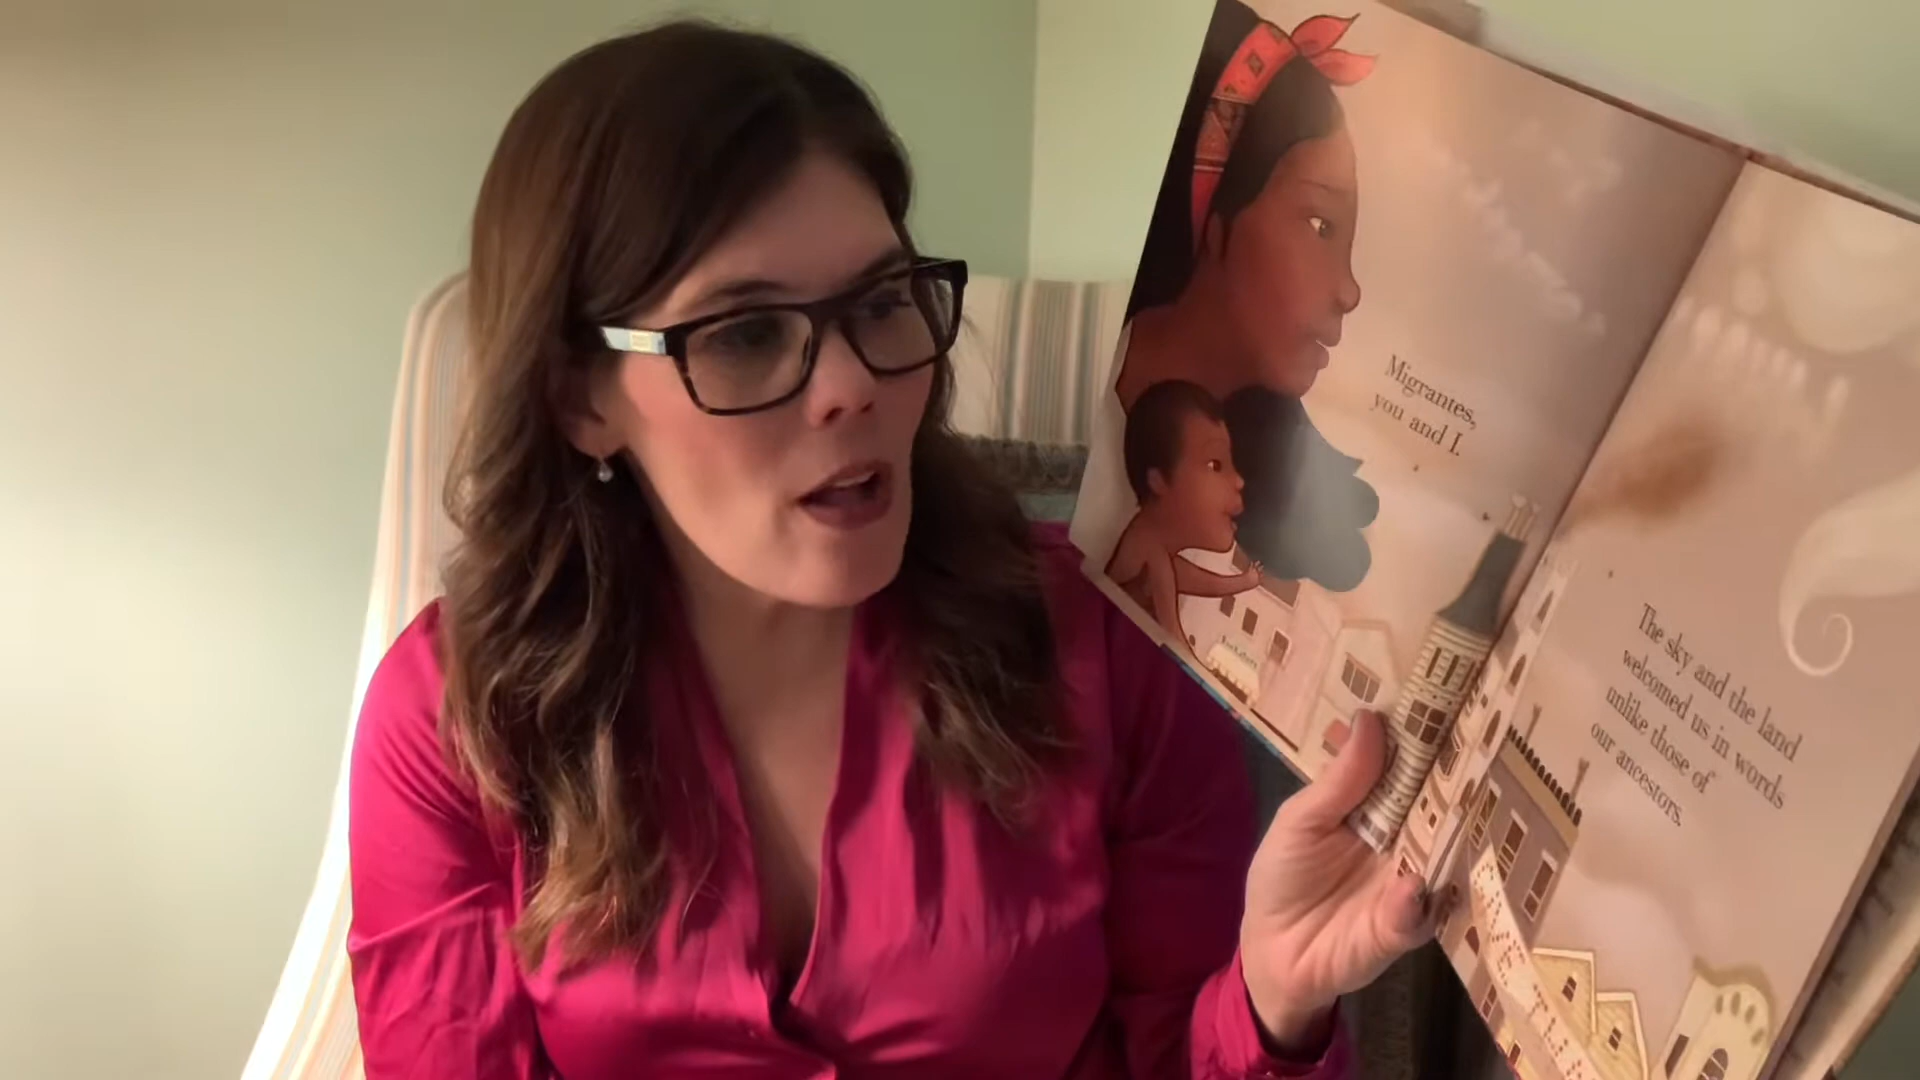 Migrantes,
you and I.
The sky and the land
welcomed us in words
unlike those of
our ancestors.